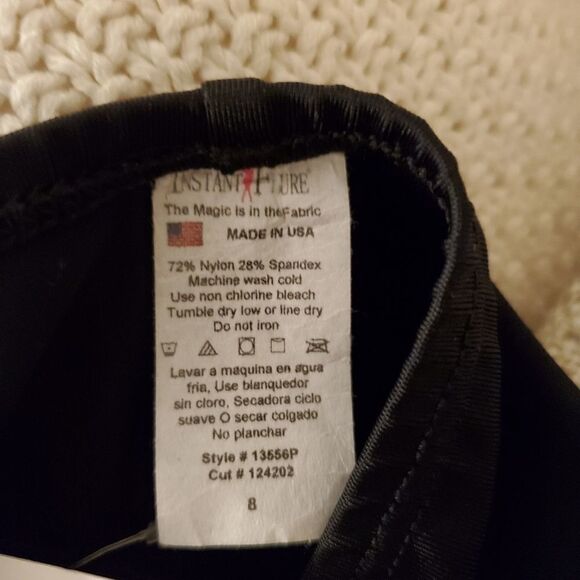 INSTANT FIGURE
The Magic is in the Fabric
MADE IN USA
72% Nylon 28% Spandex
Machine wash cold
Use non chlorine bleach
Tumble dry low or line dry
Do not iron
Lavar a maquina en agua
fria, Use blanquedor
sin cloro, Secadora ciclo
suave O secar colgado
No planchar
Style # 13556P
Cut # 124202
8